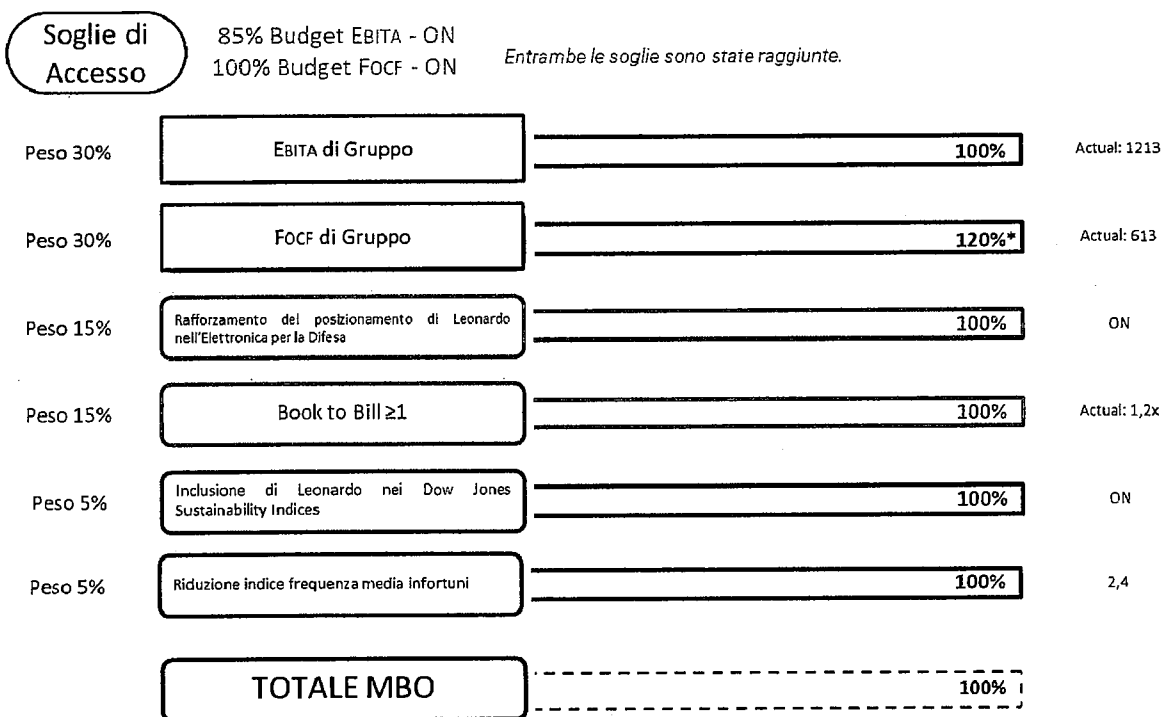 Soglie di
Accesso
85% Budget EBITA - ON
100% Budget FOCF - ON
Entrambe le soglie sono state raggiunte.
Peso 30%
EBITA di Gruppo
100%
Actual: 1213
Peso 30%
FOCF di Gruppo
120%*
Actual: 613
Peso 15%
Rafforzamento del posizionamento di Leonardo
nell'Elettronica per la Difesa
100%
ON
Peso 15%
Book to Bill ≥1
100%
Actual: 1,2x
Peso 5%
Inclusione di Leonardo nei Dow Jones
Sustainability Indices
100%
ON
Peso 5%
Riduzione indice frequenza media infortuni
100%
2,4
TOTALE MBO
100%